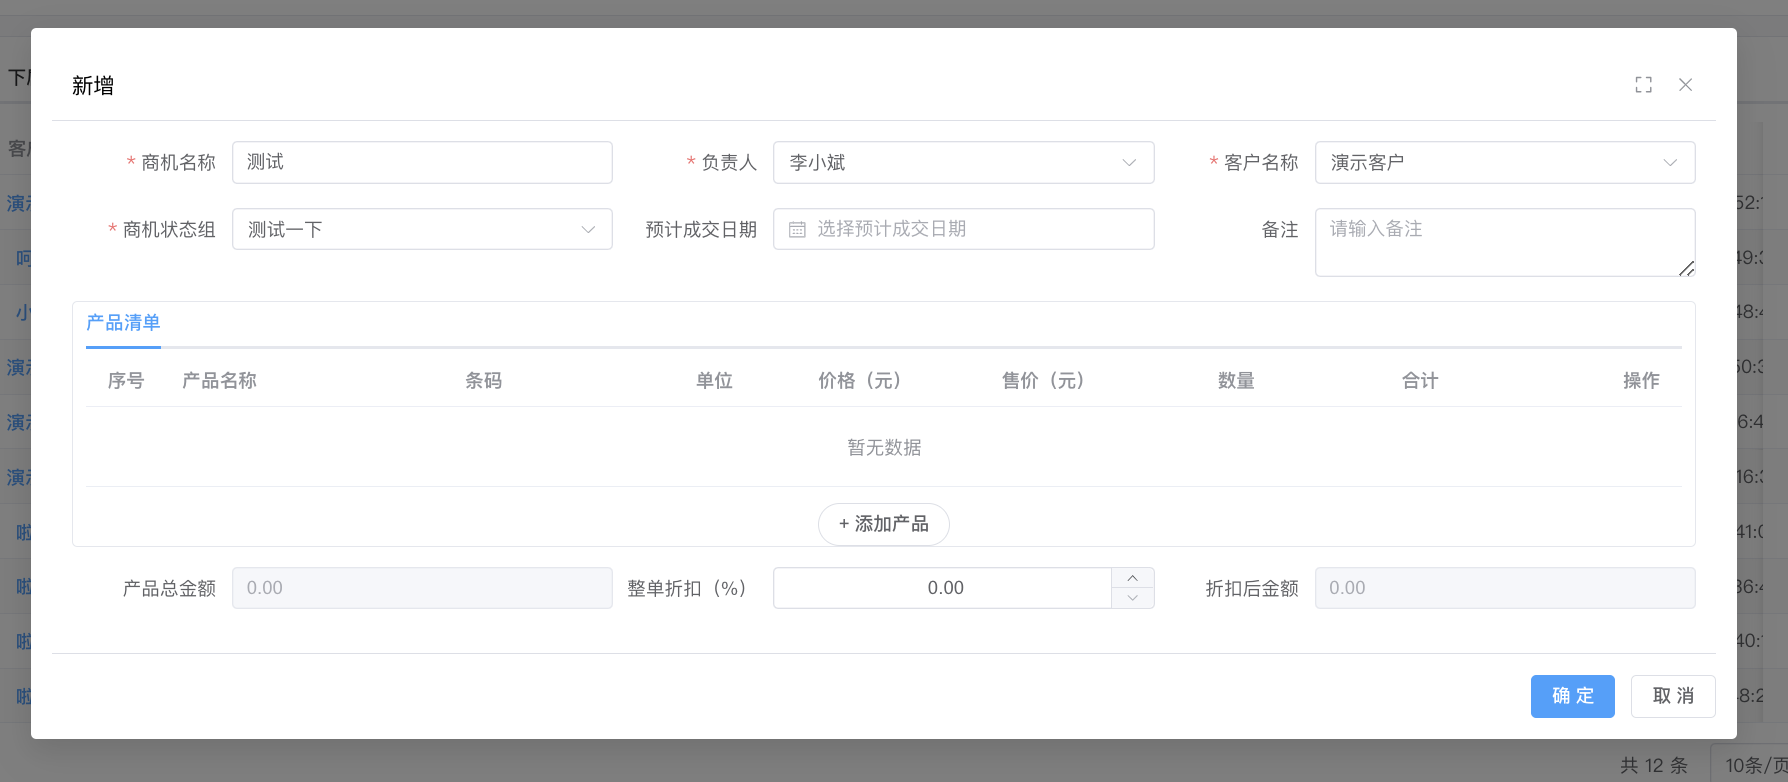 新增
* 商机名称 测试 * 负责人 李小斌 * 客户名称 演示客户
* 商机状态组 测试一下 预计成交日期 选择预计成交日期 备注 请输入备注
产品清单
序号 产品名称 条码 单位 价格（元） 售价（元） 数量 合计 操作
暂无数据
+ 添加产品
产品总金额 0.00 整单折扣（%） 0.00 折扣后金额 0.00
确 定 取 消
共 12 条 10条/页